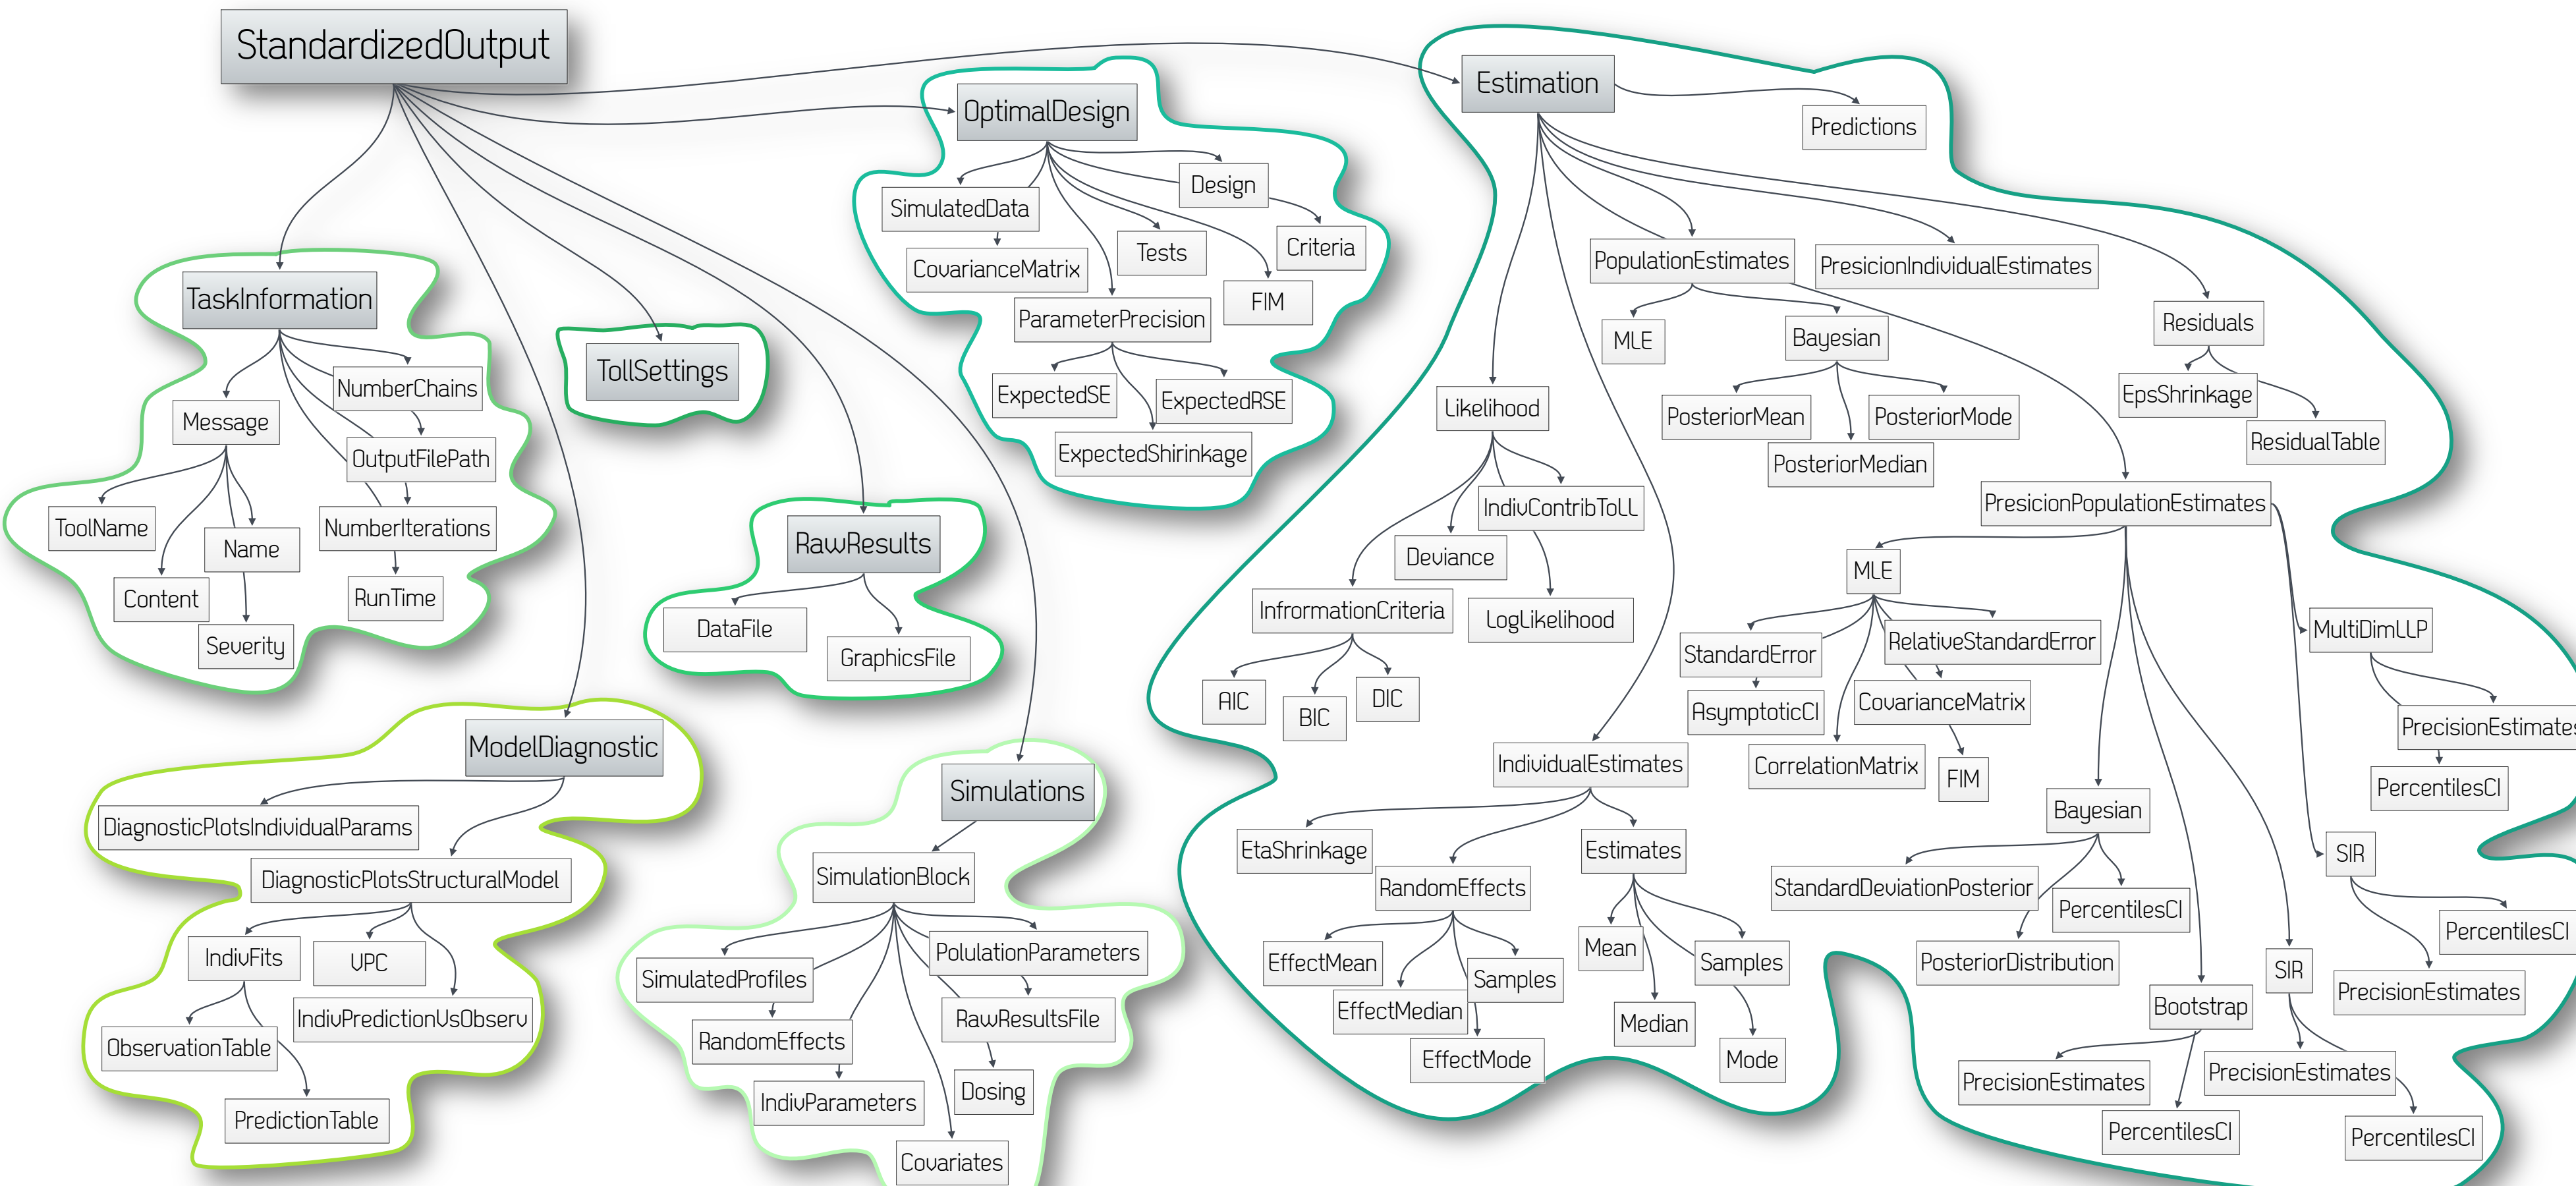 StandardizedOutput
TaskInformation
Message
NumberChains
OutputFilePath
ToolName
Name
NumberIterations
Content
RunTime
Severity
TollSettings
RawResults
DataFile
GraphicsFile
ModelDiagnostic
DiagnosticPlotsIndividualParams
DiagnosticPlotsStructuralModel
IndivFits
VPC
IndivPredictionVsObserv
ObservationTable
PredictionTable
Simulations
SimulationBlock
PolulationParameters
SimulatedProfiles
RawResultsFile
RandomEffects
Dosing
IndivParameters
Covariates
OptimalDesign
Design
SimulatedData
Criteria
Tests
CovarianceMatrix
FIM
ParameterPrecision
ExpectedSE
ExpectedRSE
ExpectedShirinkage
Estimation
Predictions
PopulationEstimates
PresicionIndividualEstimates
MLE
Bayesian
Residuals
EpsShrinkage
ResidualTable
PosteriorMean
PosteriorMode
PosteriorMedian
Likelihood
IndivContribToLL
Deviance
InfrormationCriteria
LogLikelihood
AIC
BIC
DIC
PresicionPopulationEstimates
MLE
StandardError
RelativeStandardError
AsymptoticCI
CovarianceMatrix
CorrelationMatrix
FIM
MultiDimLLP
PrecisionEstimates
PercentilesCI
IndividualEstimates
EtaShrinkage
Estimates
RandomEffects
EffectMean
Samples
EffectMedian
EffectMode
Mean
Samples
Median
Mode
Bayesian
StandardDeviationPosterior
PercentilesCI
PosteriorDistribution
SIR
PercentilesCI
PrecisionEstimates
SIR
Bootstrap
PrecisionEstimates
PrecisionEstimates
PercentilesCI
PercentilesCI